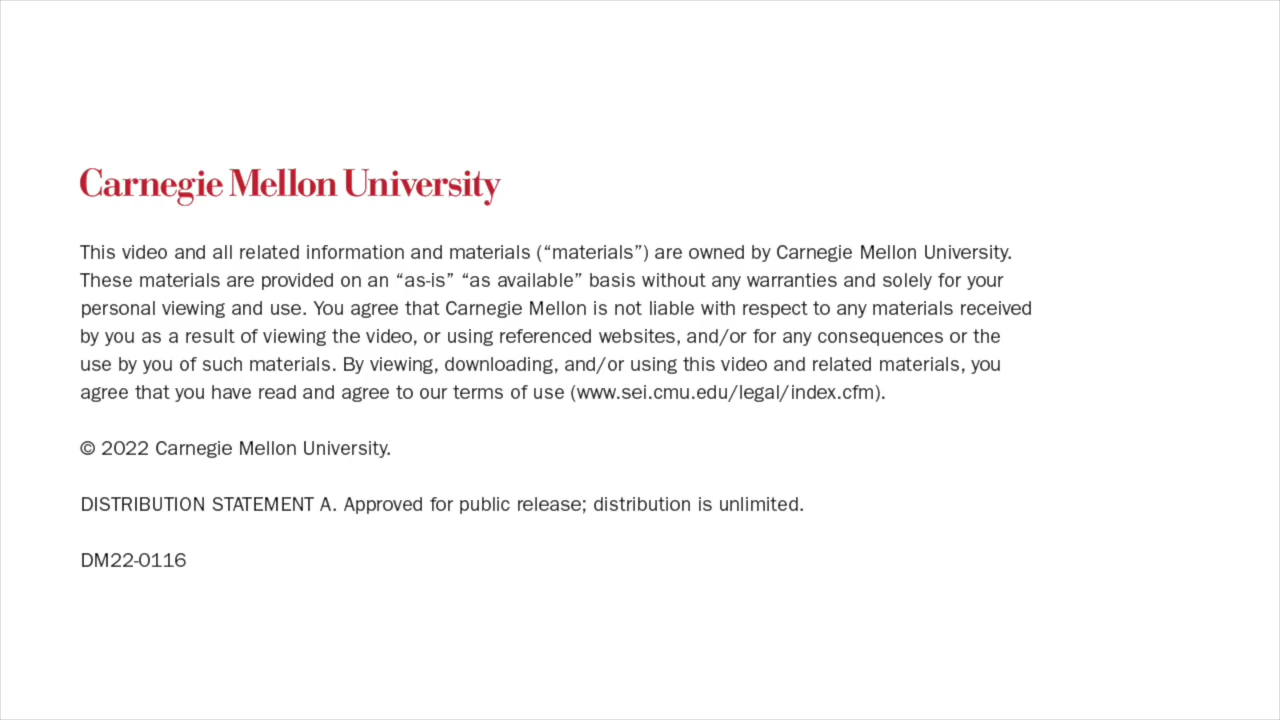 Carnegie Mellon University
This video and all related information and materials (“materials”) are owned by Carnegie Mellon University.
These materials are provided on an “as-is” “as available” basis without any warranties and solely for your
personal viewing and use. You agree that Carnegie Mellon is not liable with respect to any materials received
by you as a result of viewing the video, or using referenced websites, and/or for any consequences or the
use by you of such materials. By viewing, downloading, and/or using this video and related materials, you
agree that you have read and agree to our terms of use (www.sei.cmu.edu/legal/index.cfm).
© 2022 Carnegie Mellon University.
DISTRIBUTION STATEMENT A. Approved for public release; distribution is unlimited.
DM22-0116